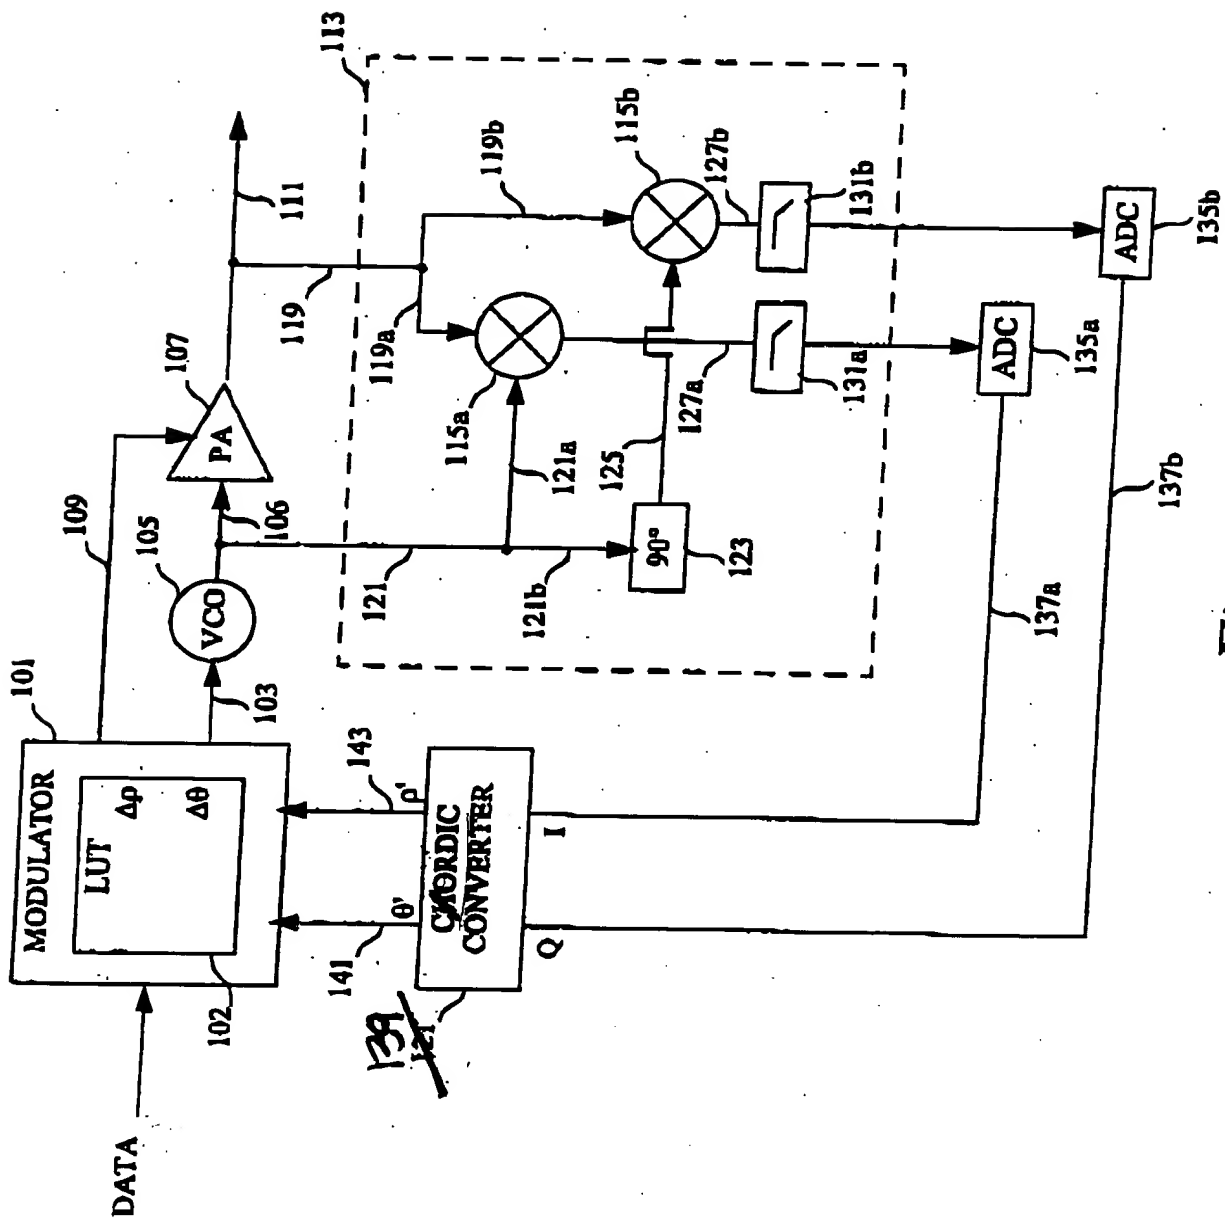 DATA
MODULATOR
101
LUT
Δρ
Δθ
102
103
109
VCO
105
106
PA
107
111
113
119
119a
119b
115a
115b
121
121a
121b
90°
123
125
127a
127b
131a
131b
ADC
135a
ADC
135b
137a
137b
141
143
θ'
ρ'
CHORDIC
CONVERTER
139
121
Q
I